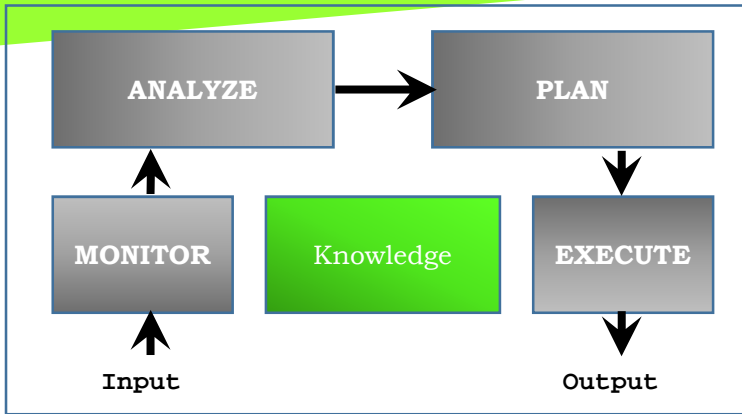 ANALYZE
PLAN
MONITOR
Knowledge
EXECUTE
Input
Output